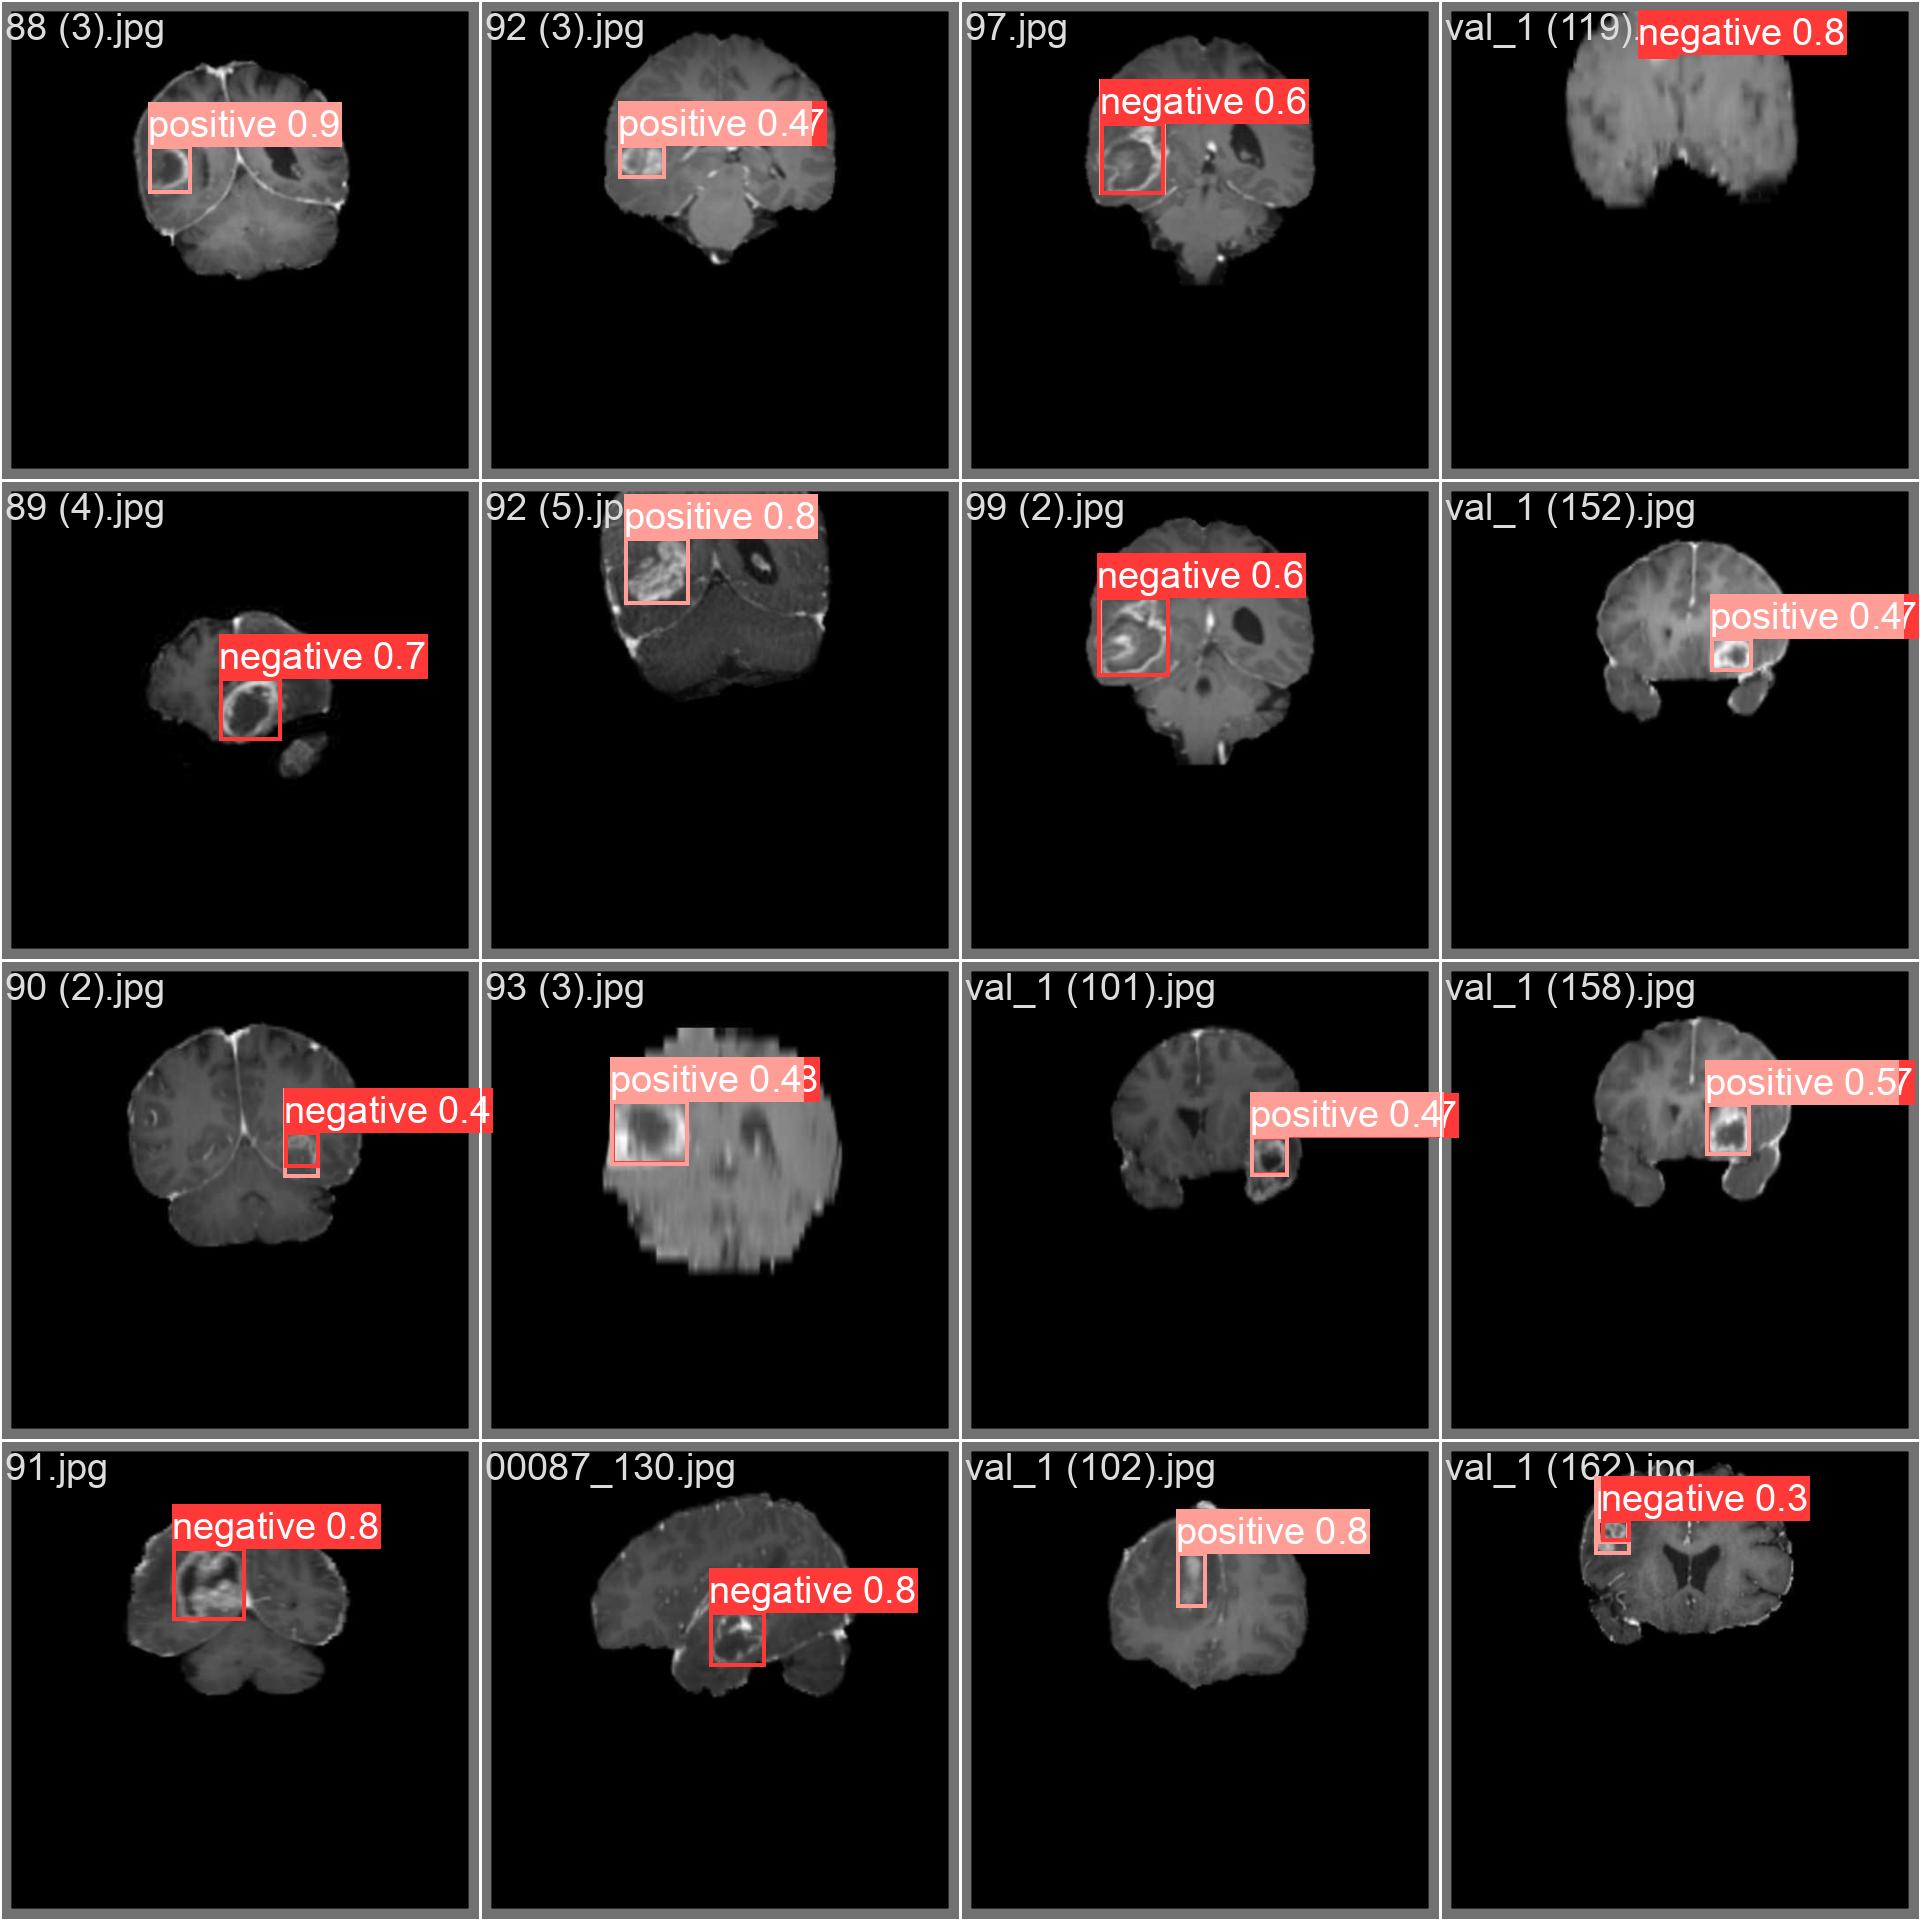 88 (3).jpg
positive 0.9
92 (3).jpg
positive 0.47
97.jpg
negative 0.6
val_1 (119).
negative 0.8
89 (4).jpg
negative 0.7
92 (5).jp
positive 0.8
99 (2).jpg
negative 0.6
val_1 (152).jpg
positive 0.47
90 (2).jpg
negative 0.4
93 (3).jpg
positive 0.43
val_1 (101).jpg
positive 0.47
val_1 (158).jpg
positive 0.57
91.jpg
negative 0.8
00087_130.jpg
negative 0.8
val_1 (102).jpg
positive 0.8
val_1 (162).jpg
negative 0.3